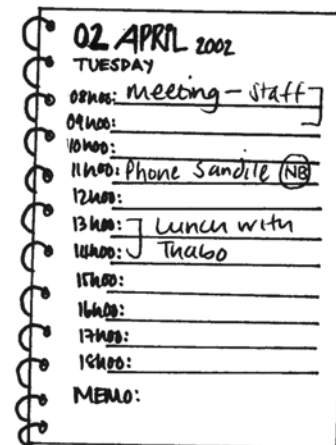 02 APRIL 2002
TUESDAY
08h00: meeting - staff
09h00:
10h00:
11h00: Phone Sandile NB
12h00:
13h00: Lunch with
14h00: Thabo
15h00:
16h00:
17h00:
18h00:
MEMO: